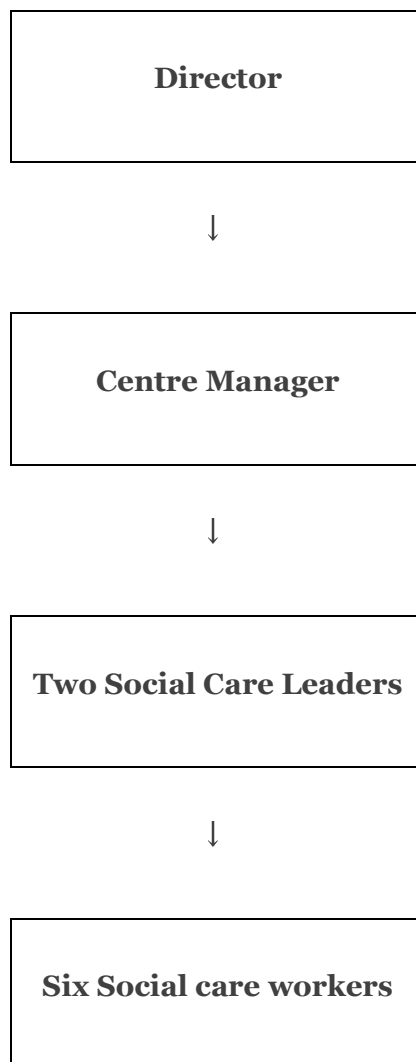 Director
↓
Centre Manager
↓
Two Social Care Leaders
↓
Six Social care workers